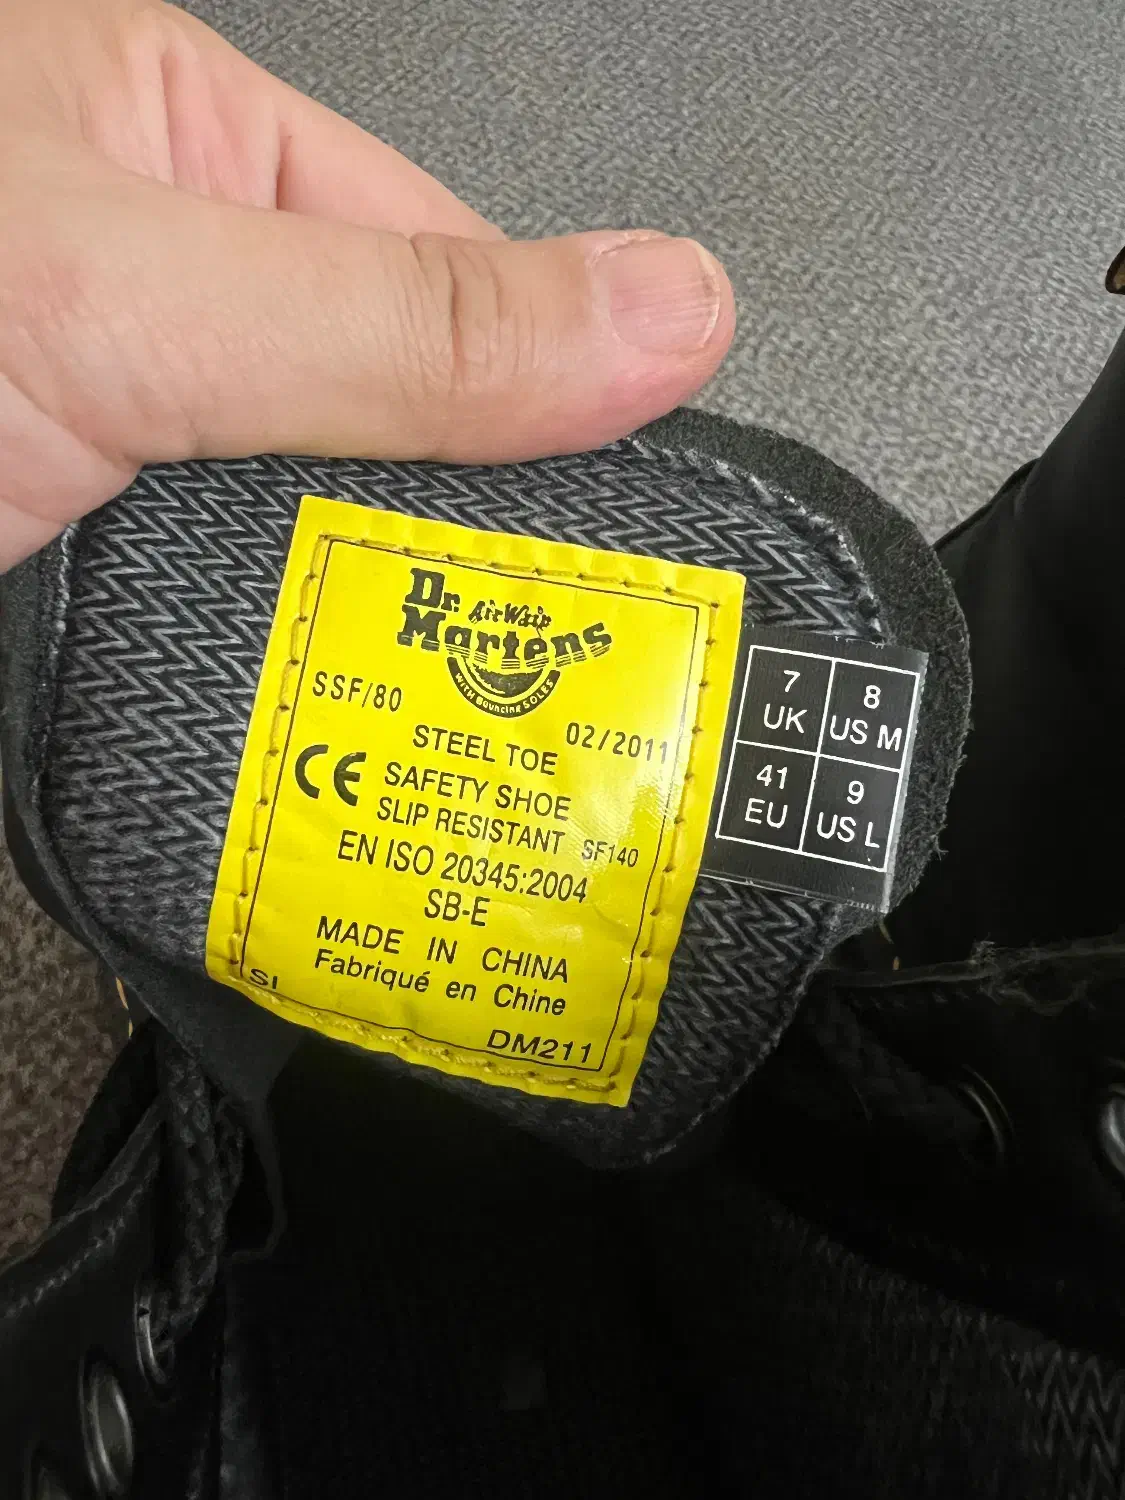 Dr.
AirWair
Martens
WITH Bouncing SOLES
SSF/80
02/2011
STEEL TOE
CE
SAFETY SHOE
SLIP RESISTANT SF140
EN ISO 20345:2004
SB-E
MADE IN CHINA
Fabriqué en Chine
SI
DM211
7 8
UK US M
41 9
EU US L